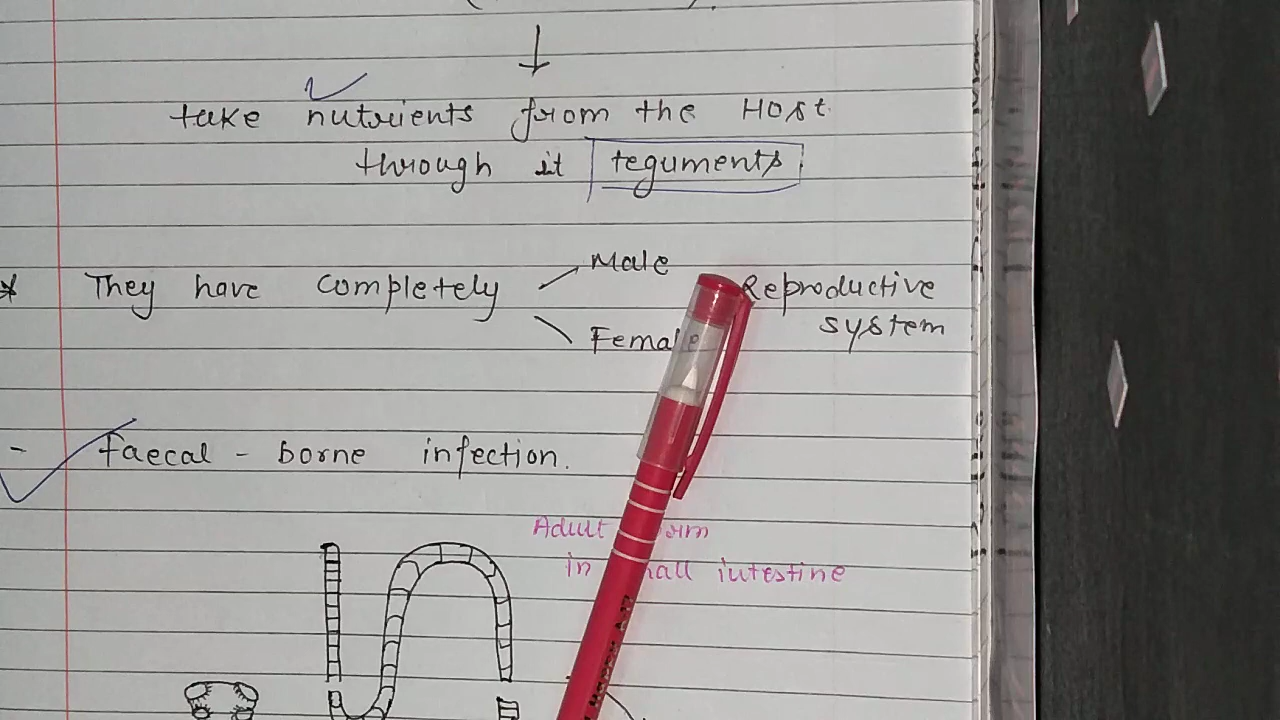 take nutrients from the Host.
through it teguments
* They have completely Male Reproductive
Female system
- faecal - borne infection.
Adult
in intestine